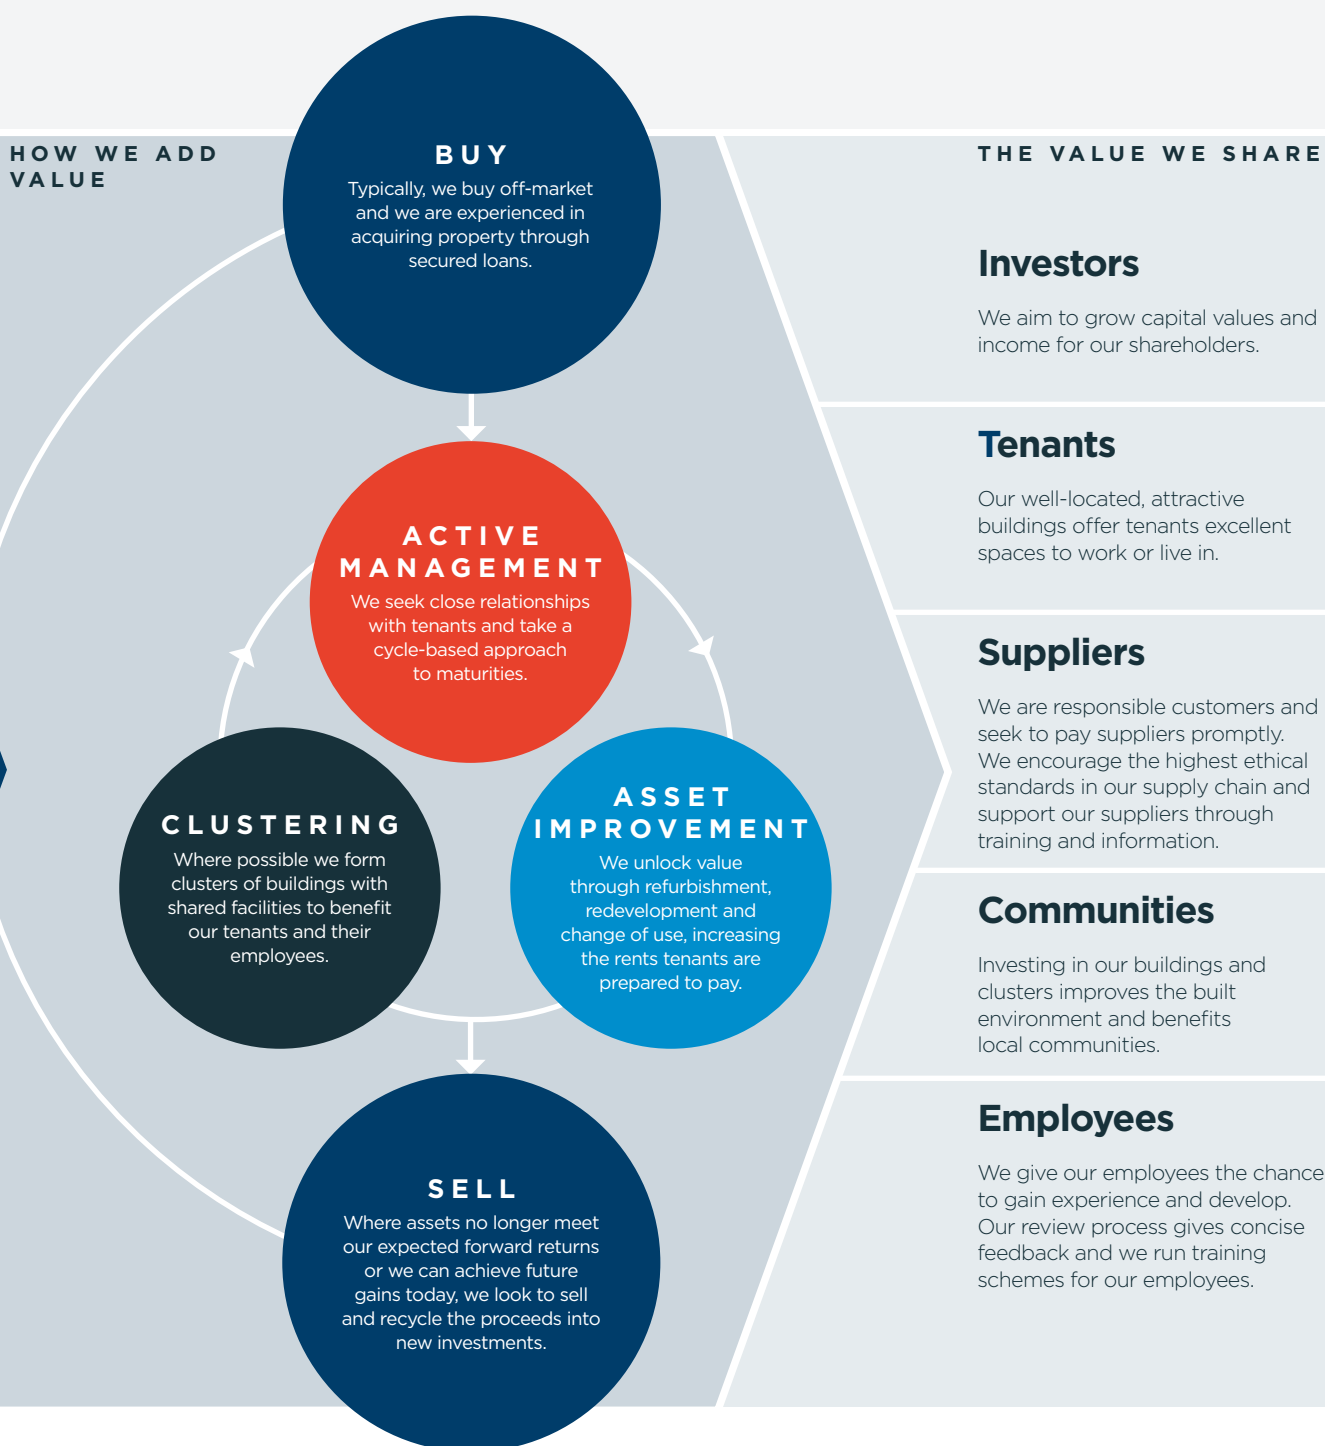 HOW WE ADD
VALUE
BUY
Typically, we buy off-market
and we are experienced in
acquiring property through
secured loans.
ACTIVE
MANAGEMENT
We seek close relationships
with tenants and take a
cycle-based approach
to maturities.
CLUSTERING
Where possible we form
clusters of buildings with
shared facilities to benefit
our tenants and their
employees.
ASSET
IMPROVEMENT
We unlock value
through refurbishment,
redevelopment and
change of use, increasing
the rents tenants are
prepared to pay.
SELL
Where assets no longer meet
our expected forward returns
or we can achieve future
gains today, we look to sell
and recycle the proceeds into
new investments.
THE VALUE WE SHARE
Investors
We aim to grow capital values and
income for our shareholders.
Tenants
Our well-located, attractive
buildings offer tenants excellent
spaces to work or live in.
Suppliers
We are responsible customers and
seek to pay suppliers promptly.
We encourage the highest ethical
standards in our supply chain and
support our suppliers through
training and information.
Communities
Investing in our buildings and
clusters improves the built
environment and benefits
local communities.
Employees
We give our employees the chance
to gain experience and develop.
Our review process gives concise
feedback and we run training
schemes for our employees.